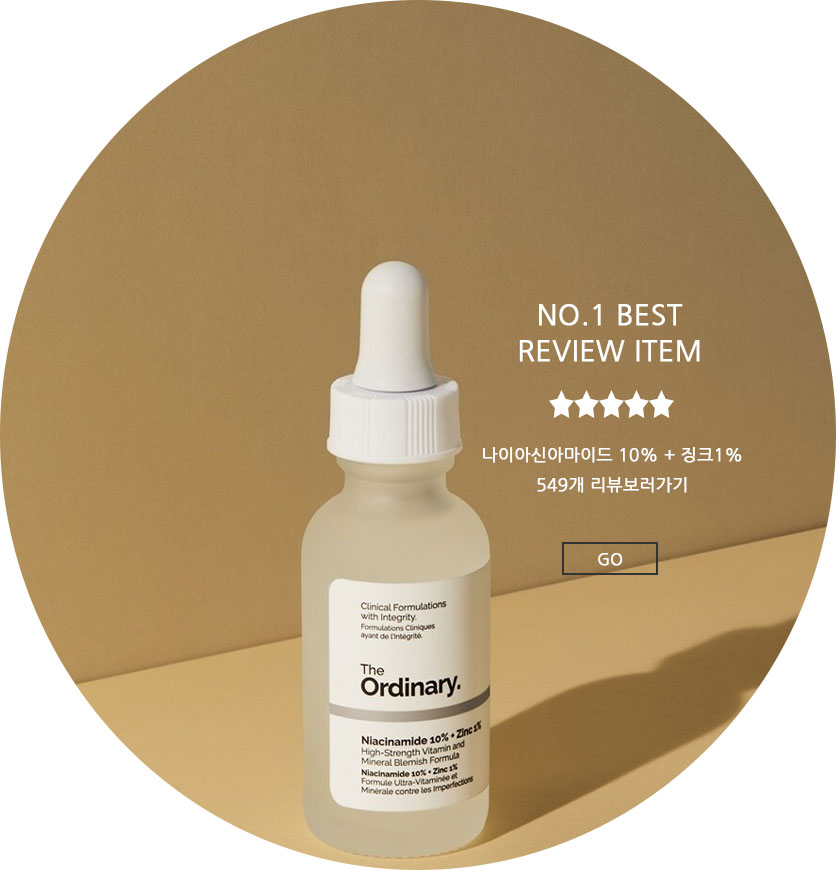 NO.1 BEST
REVIEW ITEM
나이아신아마이드 10% + 징크1%
549개 리뷰보러가기
GO
Clinical Formulations
with Integrity.
Formulations Cliniques
ayant de l'Intégrité.
The
Ordinary.
Niacinamide 10% + Zinc 1%
High-Strength Vitamin and
Mineral Blemish Formula
Niacinamide 10% + Zinc 1%
Formule Ultra-Vitaminée et
Minérale contre les Imperfections